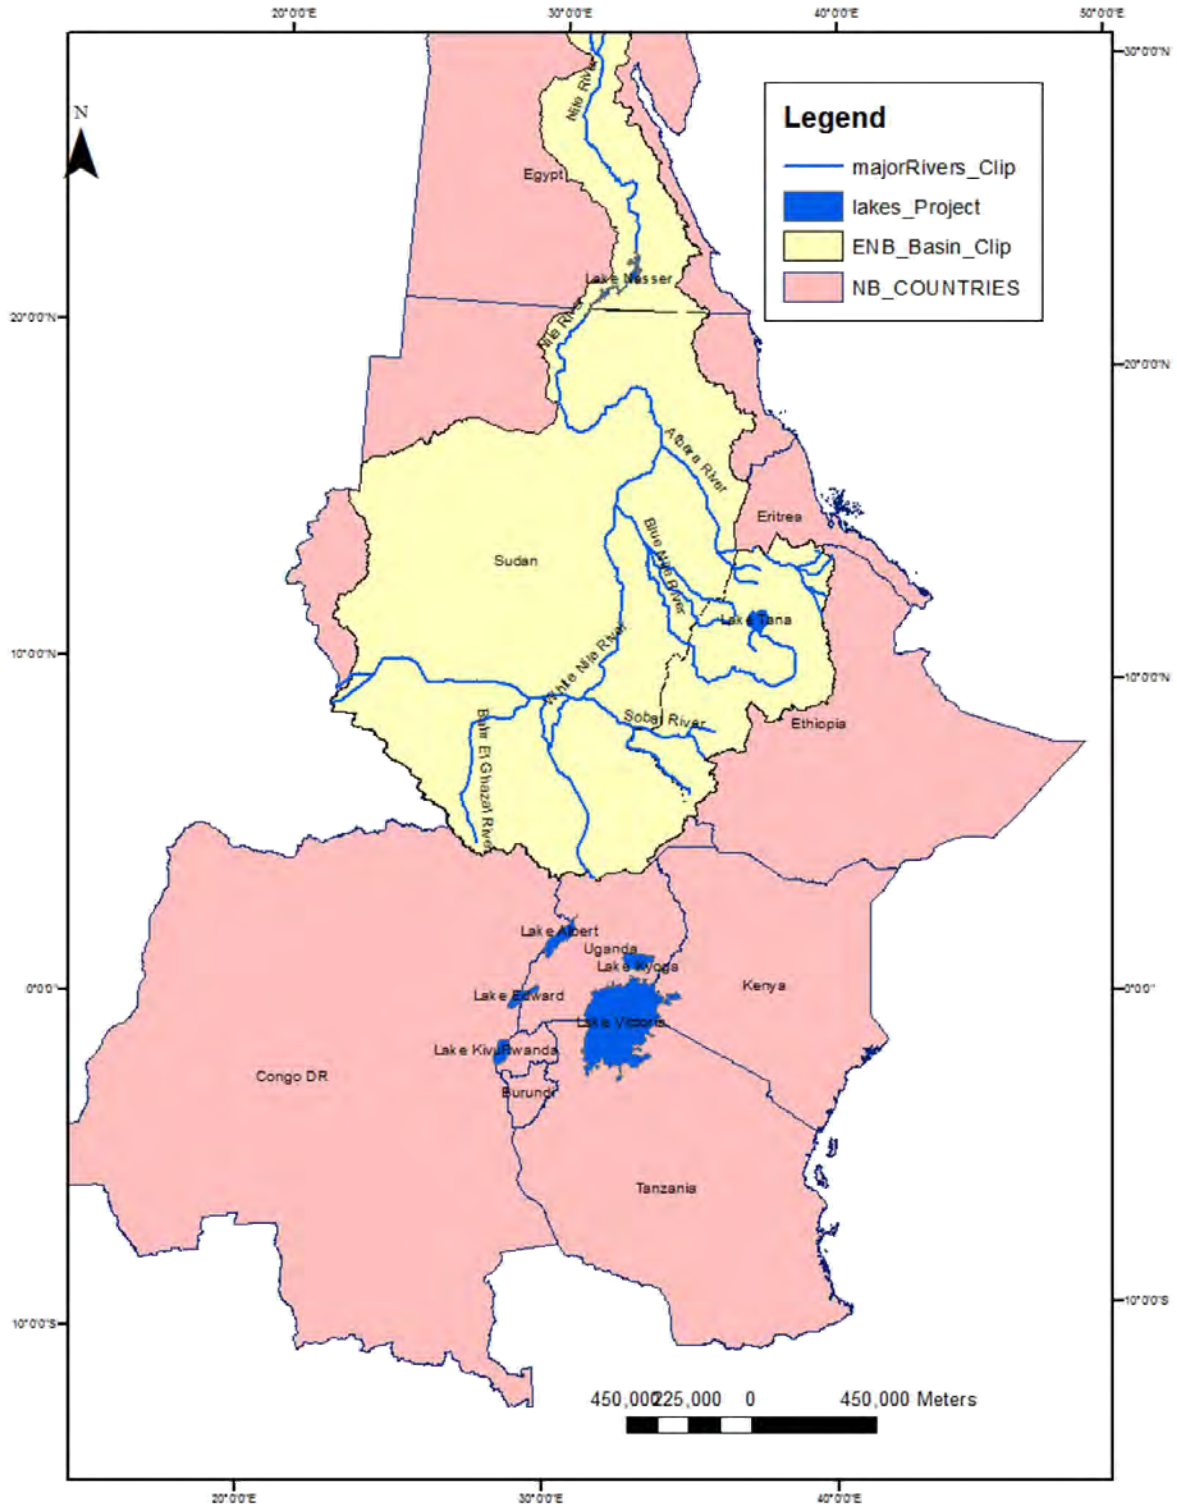 20°0'0"E 30°0'0"E 40°0'0"E 50°0'0"E
30°0'0"N
N
Legend
majorRivers_Clip
lakes_Project
ENB_Basin_Clip
NB_COUNTRIES
Nile River
Egypt
Lake Nasser
20°0'0"N
Nile River
20°0'0"N
Atbara River
Eritrea
Blue Nile River
Sudan
Lake Tana
10°0'0"N
White Nile River
10°0'0"N
Sobat River
Ethiopia
Bahr El Ghazal River
Lake Albert
Uganda
Lake Kyoga
Kenya
0°0'0"
0°0'0"
Lake Edward
Lake Victoria
Lake Kivu
Rwanda
Congo DR
Burundi
Tanzania
10°0'0"S
10°0'0"S
450,000 225,000 0 450,000 Meters
20°0'0"E 30°0'0"E 40°0'0"E